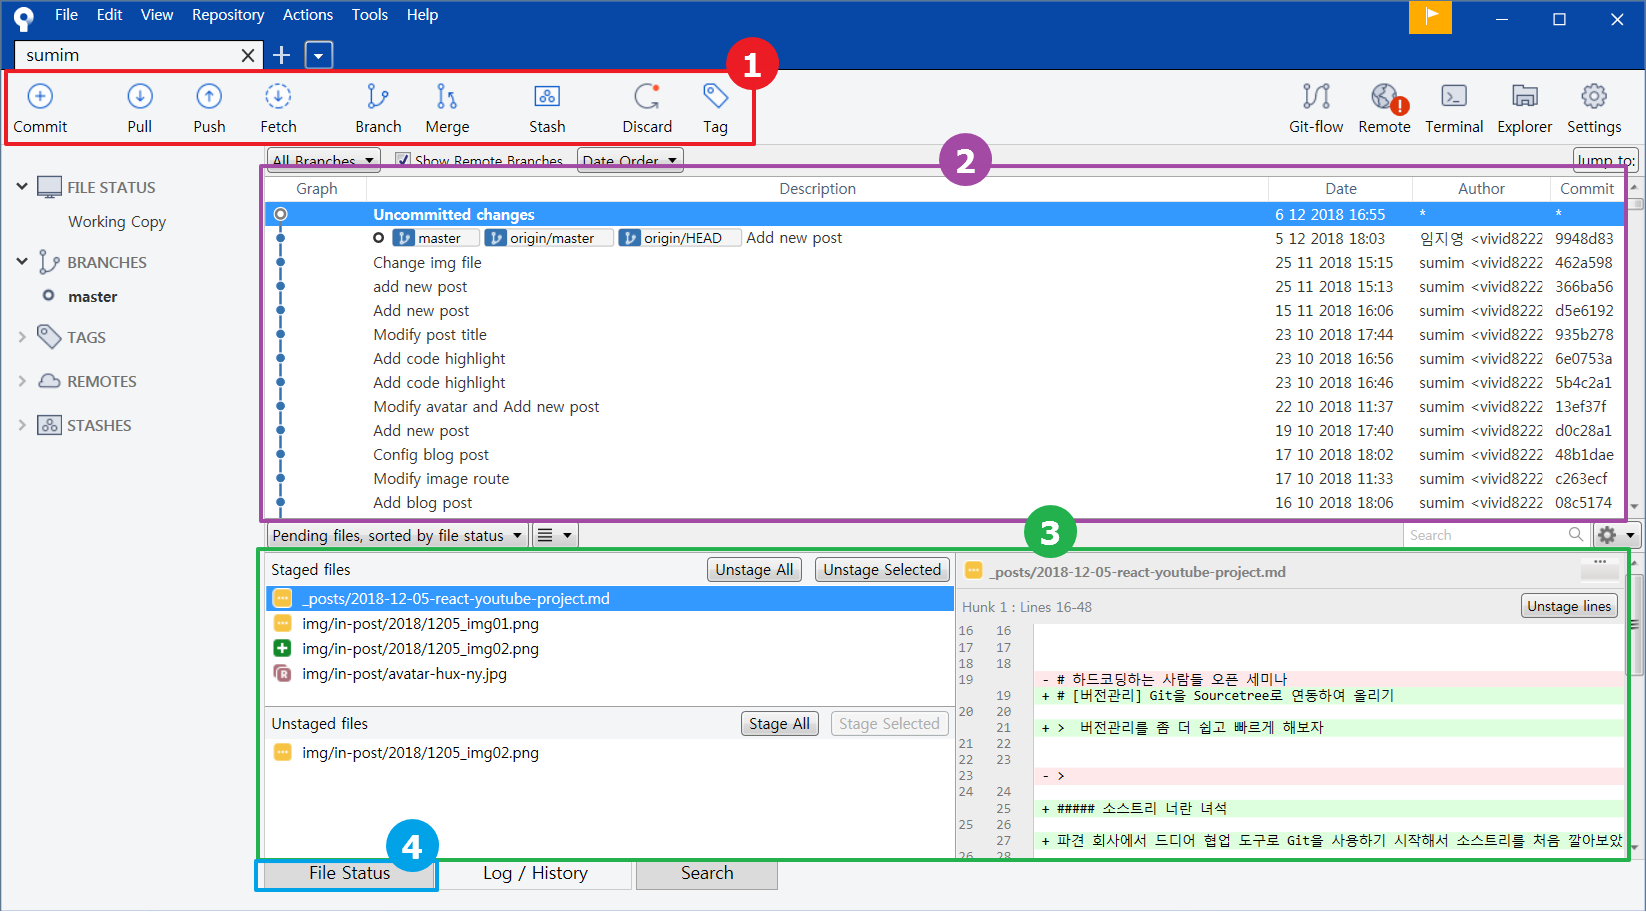 File Edit View Repository Actions Tools Help
sumim
1
Commit Pull Push Fetch Branch Merge Stash Discard Tag Git-flow Remote Terminal Explorer Settings
All Branches Show Remote Branches Date Order 2 Jump to:
FILE STATUS
Working Copy
BRANCHES
master
TAGS
REMOTES
STASHES
Graph Description Date Author Commit
Uncommitted changes 6 12 2018 16:55 * *
master origin/master origin/HEAD Add new post 5 12 2018 18:03 임지영 <vivid8222 9948d83
Change img file 25 11 2018 15:15 sumim <vivid8222 462a598
add new post 25 11 2018 15:13 sumim <vivid8222 366ba56
Add new post 15 11 2018 16:06 sumim <vivid8222 d5e6192
Modify post title 23 10 2018 17:44 sumim <vivid8222 935b278
Add code highlight 23 10 2018 16:56 sumim <vivid8222 6e0753a
Add code highlight 23 10 2018 16:46 sumim <vivid8222 5b4c2a1
Modify avatar and Add new post 22 10 2018 11:37 sumim <vivid8222 13ef37f
Add new post 19 10 2018 17:40 sumim <vivid8222 d0c28a1
Config blog post 17 10 2018 18:02 sumim <vivid8222 48b1dae
Modify image route 17 10 2018 11:33 sumim <vivid8222 c263ecf
Add blog post 16 10 2018 18:06 sumim <vivid8222 08c5174
Pending files, sorted by file status 3 Search
Staged files Unstage All Unstage Selected
_posts/2018-12-05-react-youtube-project.md
img/in-post/2018/1205_img01.png
img/in-post/2018/1205_img02.png
R img/in-post/avatar-hux-ny.jpg
Unstaged files Stage All Stage Selected
img/in-post/2018/1205_img02.png
_posts/2018-12-05-react-youtube-project.md
Hunk 1 : Lines 16-48 Unstage lines
16 16
17 17
18 18
19 - # 하드코딩하는 사람들 오픈 세미나
19 + # [버전관리] Git을 Sourcetree로 연동하여 올리기
20 20
21 + > 버전관리를 좀 더 쉽고 빠르게 해보자
21 22
22 23
23 - >
24 24
25 + ##### 소스트리 너란 녀석
25 26
27 + 파견 회사에서 드디어 협업 도구로 Git을 사용하기 시작해서 소스트리를 처음 깔아보았
26 28
4
File Status Log / History Search